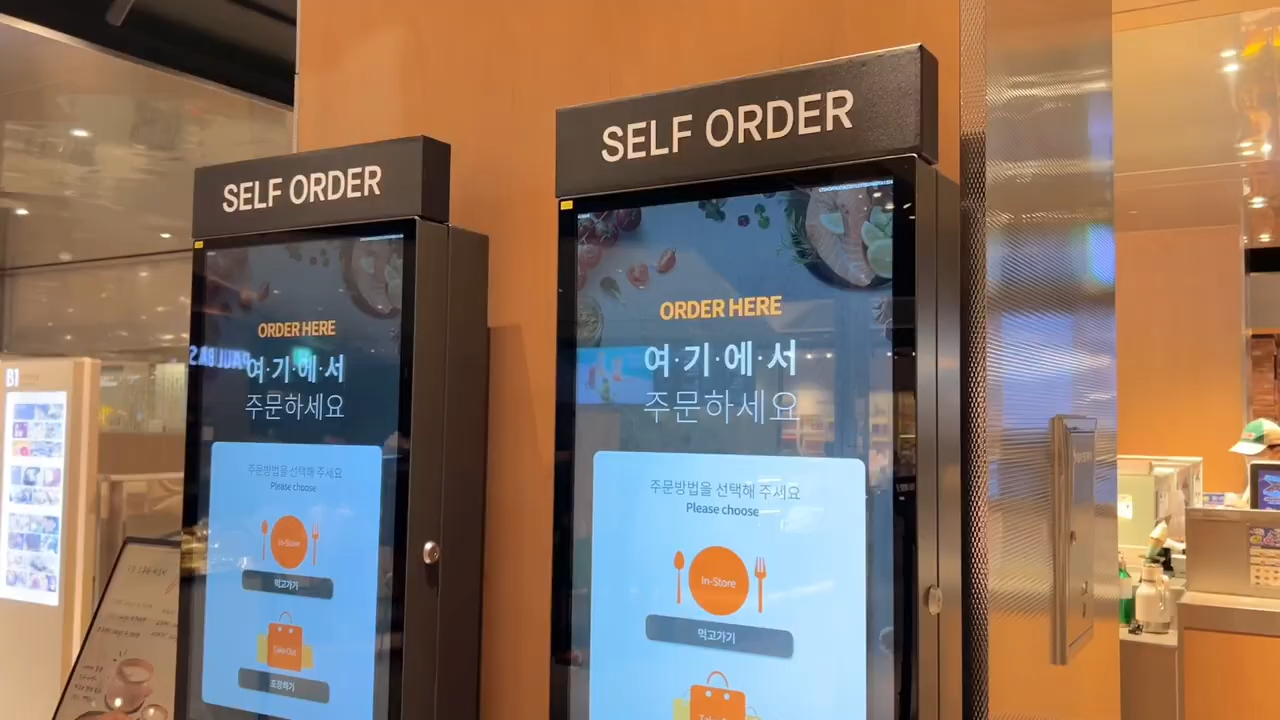 SELF ORDER
ORDER HERE
여·기·에·서
주문하세요
주문방법을 선택해 주세요
Please choose
In-Store
먹고가기
Take Out
포장하기
SELF ORDER
ORDER HERE
여·기·에·서
주문하세요
주문방법을 선택해 주세요
Please choose
In-Store
먹고가기
B1